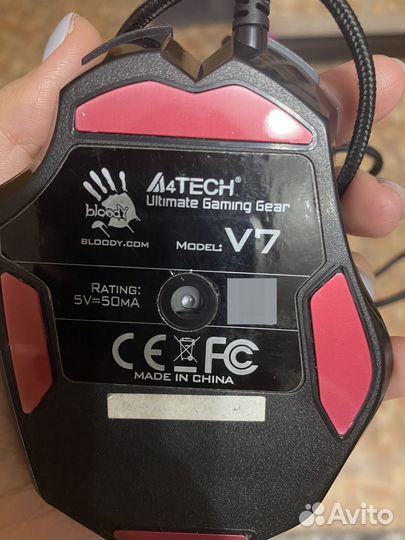 A4TECH®
Ultimate Gaming Gear
bloody
BLOODY.COM
MODEL: V7
RATING:
5V=50MA
CE FC
MADE IN CHINA
Avito